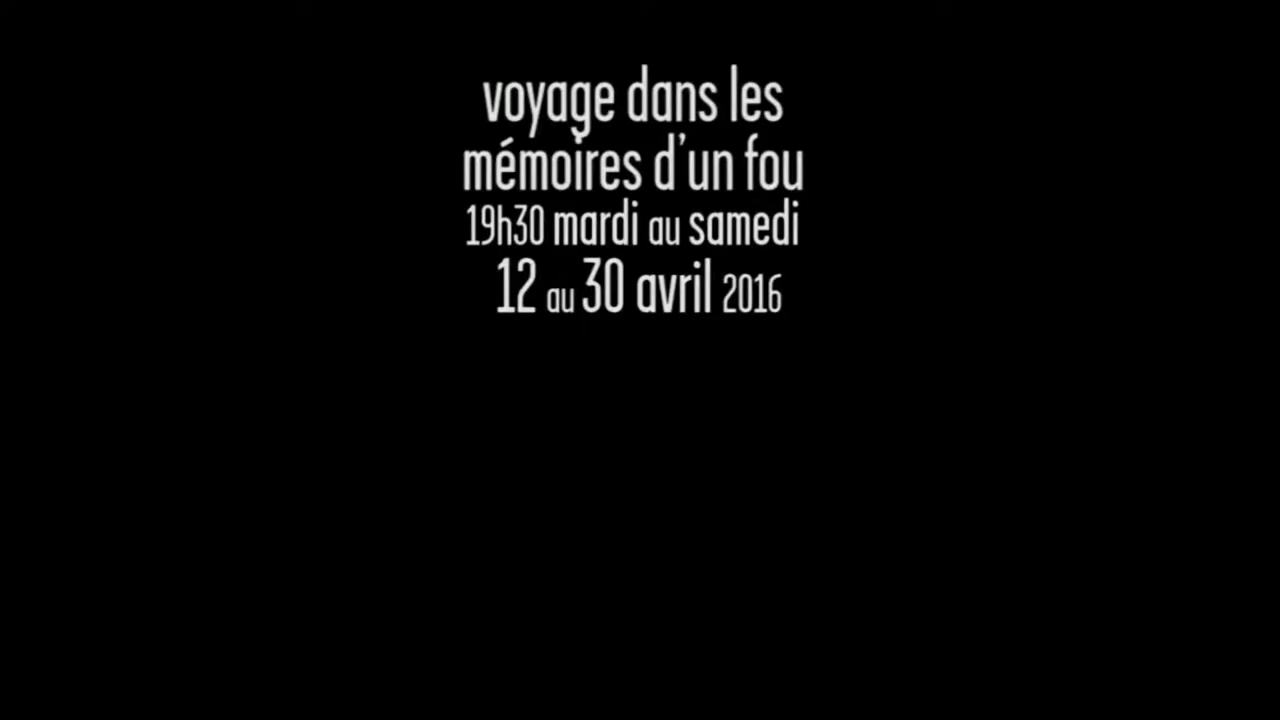 voyage dans les
mémoires d'un fou
19h30 mardi au samedi
12 au 30 avril 2016